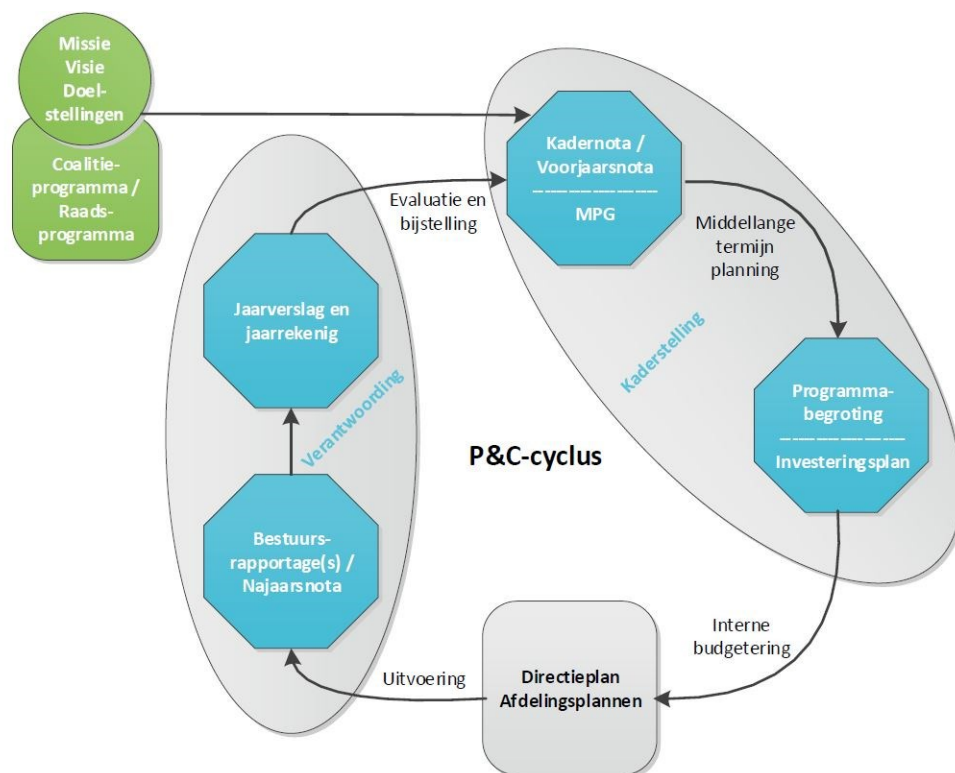 Missie
Visie
Doel-
stellingen
Coalitie-
programma /
Raads-
programma
Kadernota /
Voorjaarsnota
MPG
Evaluatie en
bijstelling
Middellange
termijn
planning
Jaarverslag en
jaarrekenig
Kaderstelling
Verantwoording
Programma-
begroting
Investeringsplan
P&C-cyclus
Bestuurs-
rapportage(s) /
Najaarsnota
Interne
budgetering
Uitvoering
Directieplan
Afdelingsplannen